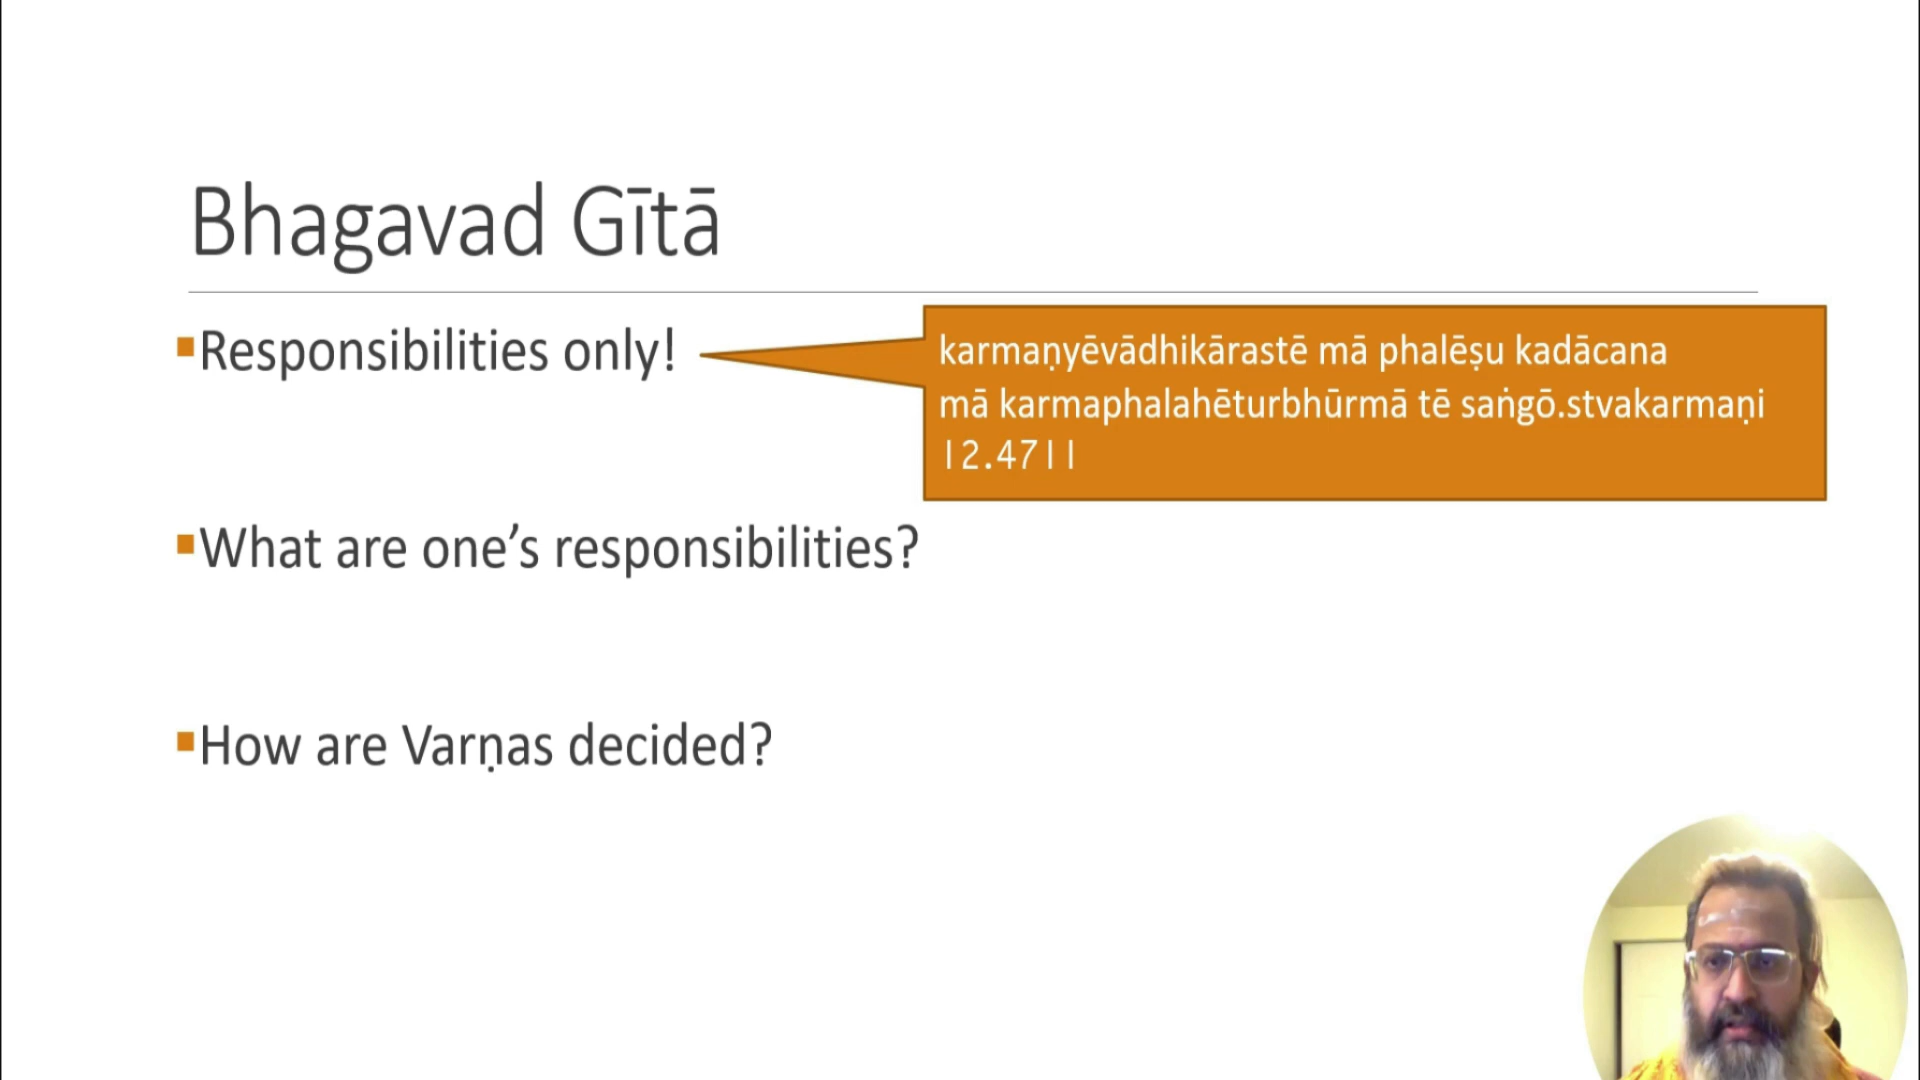 Bhagavad Gītā
▪Responsibilities only!
karmaṇyēvādhikārastē mā phalēṣu kadācana
mā karmaphalahēturbhūrmā tē saṅgō.stvakarmaṇi
|2.47||
▪What are one’s responsibilities?
▪How are Varṇas decided?